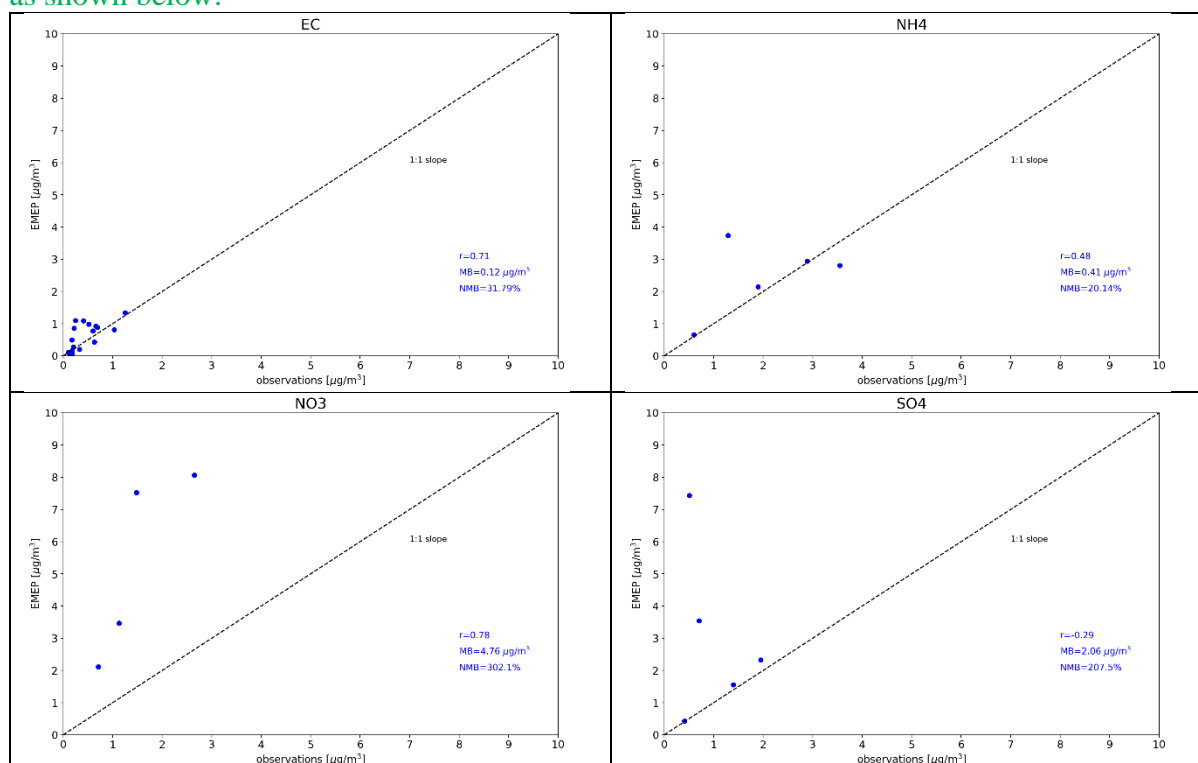 as shown below:
EC
10
9
8
7
6
5
4
3
2
1
0
EMEP [μg/m³]
1:1 slope
r=0.71
MB=0.12 μg/m³
NMB=31.79%
0 1 2 3 4 5 6 7 8 9 10
observations [μg/m³]
NH4
10
9
8
7
6
5
4
3
2
1
0
EMEP [μg/m³]
1:1 slope
r=0.48
MB=0.41 μg/m³
NMB=20.14%
0 1 2 3 4 5 6 7 8 9 10
observations [μg/m³]
NO3
10
9
8
7
6
5
4
3
2
1
0
EMEP [μg/m³]
1:1 slope
r=0.78
MB=4.76 μg/m³
NMB=302.1%
0 1 2 3 4 5 6 7 8 9 10
observations [μg/m³]
SO4
10
9
8
7
6
5
4
3
2
1
0
EMEP [μg/m³]
1:1 slope
r=-0.29
MB=2.06 μg/m³
NMB=207.5%
0 1 2 3 4 5 6 7 8 9 10
observations [μg/m³]